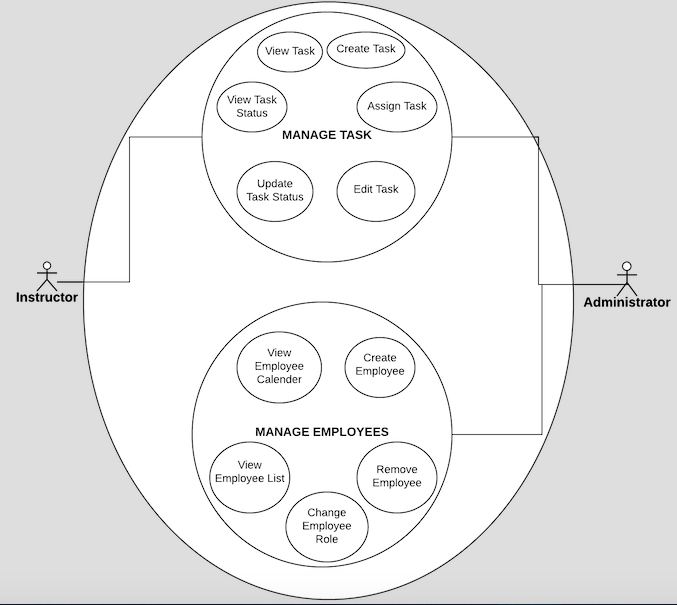 View Task
Create Task
View Task
Status
Assign Task
MANAGE TASK
Update
Task Status
Edit Task
Instructor
Administrator
View
Employee
Calender
Create
Employee
MANAGE EMPLOYEES
View
Employee List
Remove
Employee
Change
Employee
Role